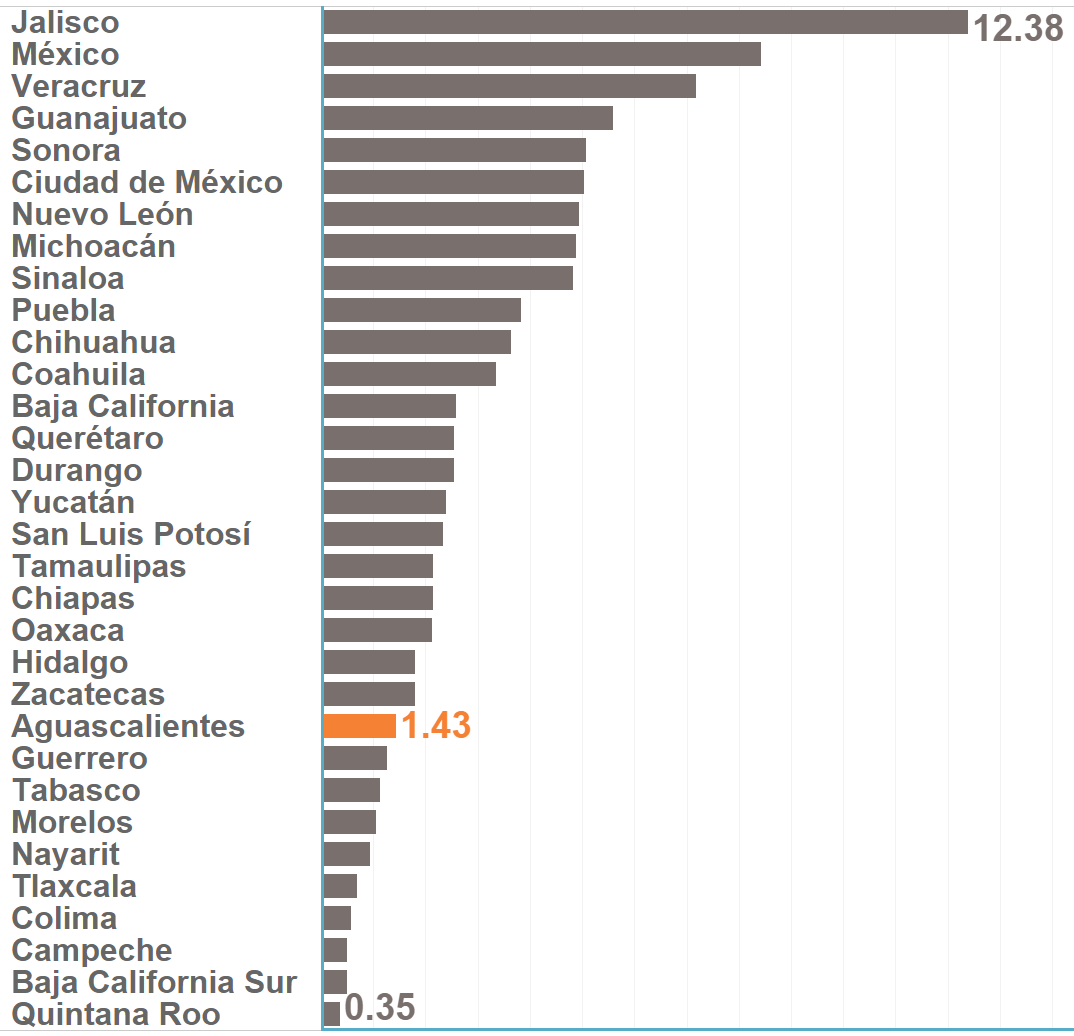 Jalisco 12.38
México
Veracruz
Guanajuato
Sonora
Ciudad de México
Nuevo León
Michoacán
Sinaloa
Puebla
Chihuahua
Coahuila
Baja California
Querétaro
Durango
Yucatán
San Luis Potosí
Tamaulipas
Chiapas
Oaxaca
Hidalgo
Zacatecas
Aguascalientes 1.43
Guerrero
Tabasco
Morelos
Nayarit
Tlaxcala
Colima
Campeche
Baja California Sur
Quintana Roo 0.35